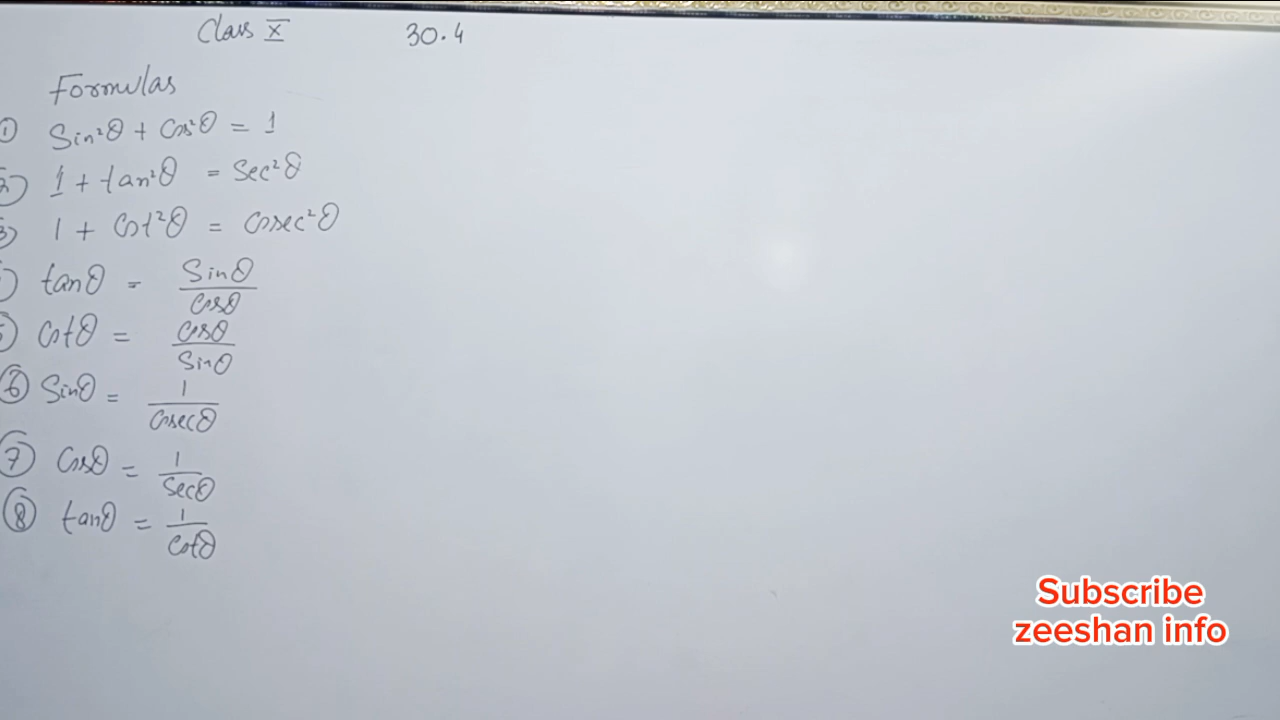 Class X 30.4
Formulas
① Sin²θ + Cos²θ = 1
② 1 + tan²θ = Sec²θ
③ 1 + Cot²θ = Cosec²θ
tanθ = Sinθ / Cosθ
⑤ Cotθ = Cosθ / Sinθ
⑥ Sinθ = 1 / Cosecθ
⑦ Cosθ = 1 / Secθ
⑧ tanθ = 1 / Cotθ
Subscribe
zeeshan info